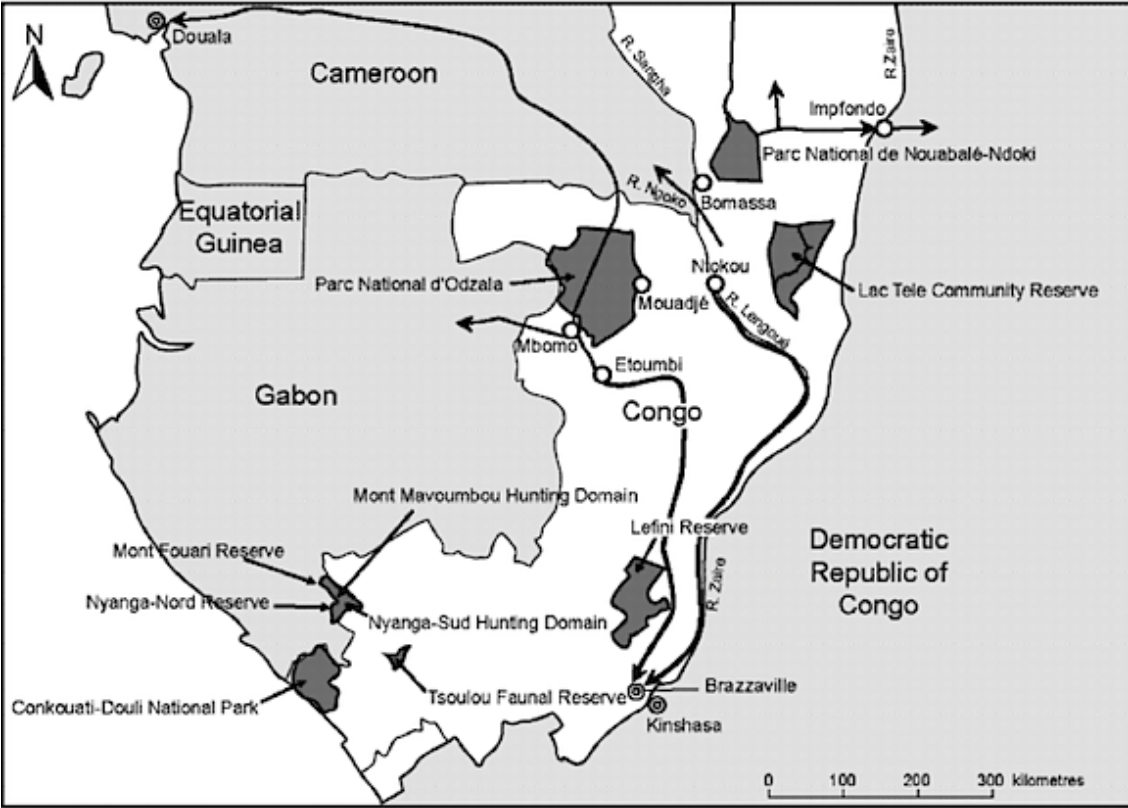 N
Douala
Cameroon
R. Sangha
R.Zaire
Impfondo
Parc National de Nouabalé-Ndoki
R. Ngoko
Bomassa
Equatorial
Guinea
Parc National d'Odzala
Mouadjé
Ntokou
Lac Tele Community Reserve
R. Lengoué
Mbomo
Etoumbi
Gabon
Congo
Mont Mavoumbou Hunting Domain
Lefini Reserve
Mont Fouari Reserve
Democratic
Republic of
Congo
Nyanga-Nord Reserve
R. Zaire
Nyanga-Sud Hunting Domain
Tsoulou Faunal Reserve
Brazzaville
Conkouati-Douli National Park
Kinshasa
0 100 200 300 kilometres